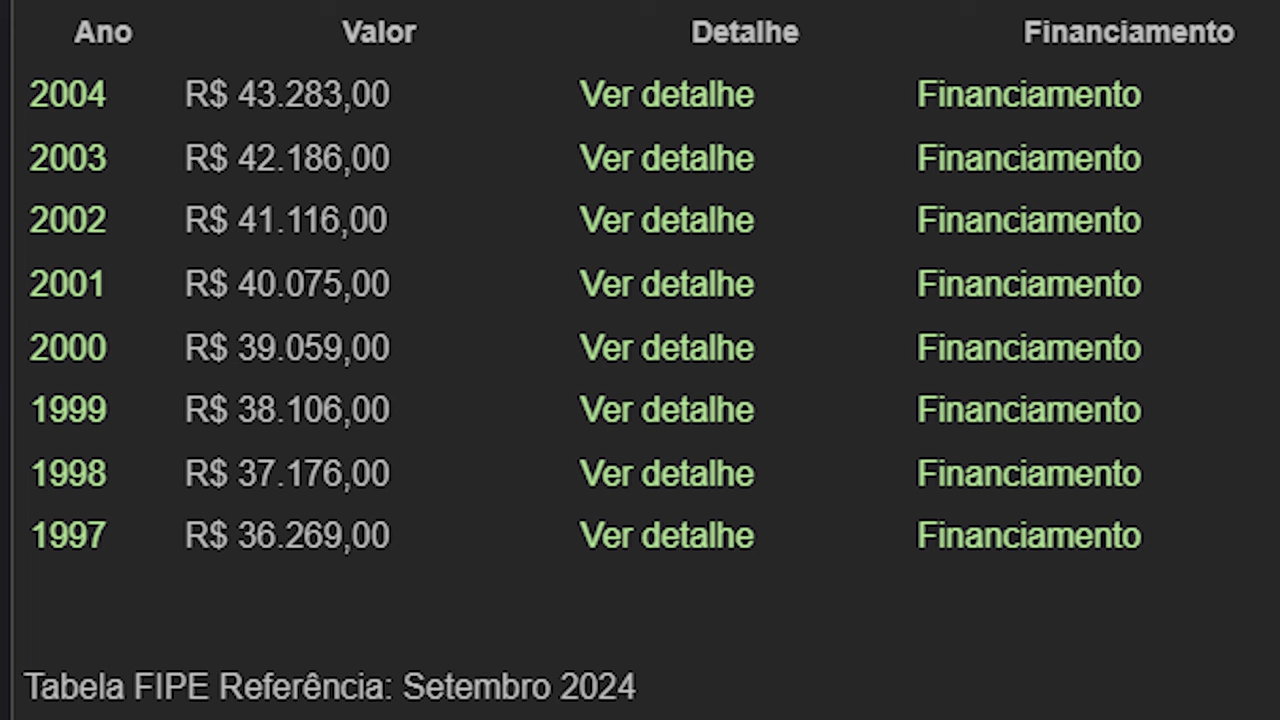 Ano Valor Detalhe Financiamento
2004 R$ 43.283,00 Ver detalhe Financiamento
2003 R$ 42.186,00 Ver detalhe Financiamento
2002 R$ 41.116,00 Ver detalhe Financiamento
2001 R$ 40.075,00 Ver detalhe Financiamento
2000 R$ 39.059,00 Ver detalhe Financiamento
1999 R$ 38.106,00 Ver detalhe Financiamento
1998 R$ 37.176,00 Ver detalhe Financiamento
1997 R$ 36.269,00 Ver detalhe Financiamento
Tabela FIPE Referência: Setembro 2024